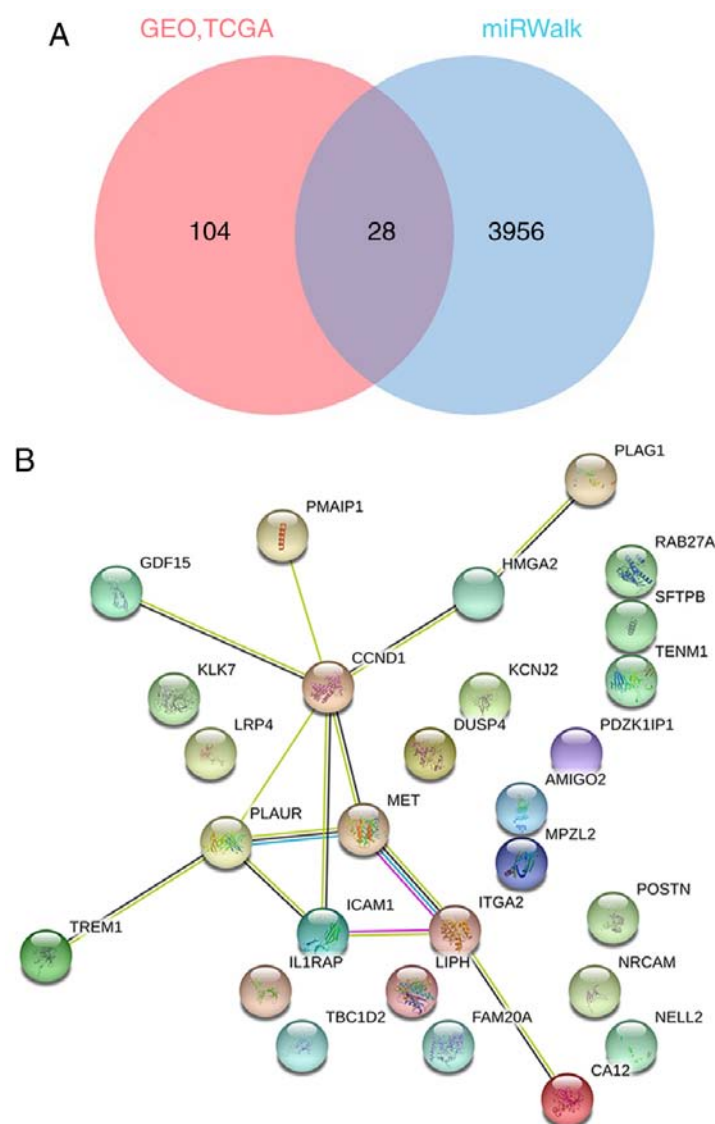 A
GEO,TCGA
miRWalk
104
28
3956
B
PLAG1
PMAIP1
RAB27A
GDF15
HMGA2
SFTPB
TENM1
CCND1
KLK7
KCNJ2
LRP4
DUSP4
PDZK1IP1
AMIGO2
PLAUR
MET
MPZL2
ICAM1
ITGA2
POSTN
TREM1
IL1RAP
LIPH
NRCAM
TBC1D2
FAM20A
NELL2
CA12